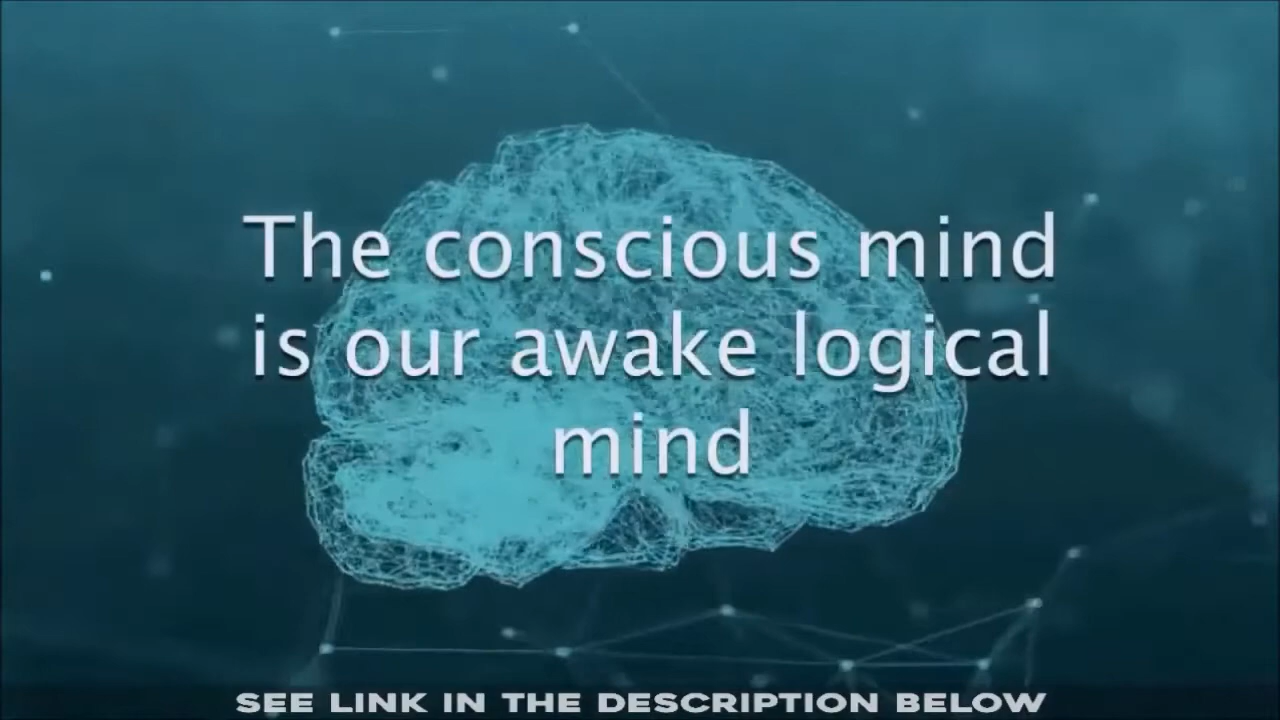 The conscious mind
is our awake logical
mind
SEE LINK IN THE DESCRIPTION BELOW